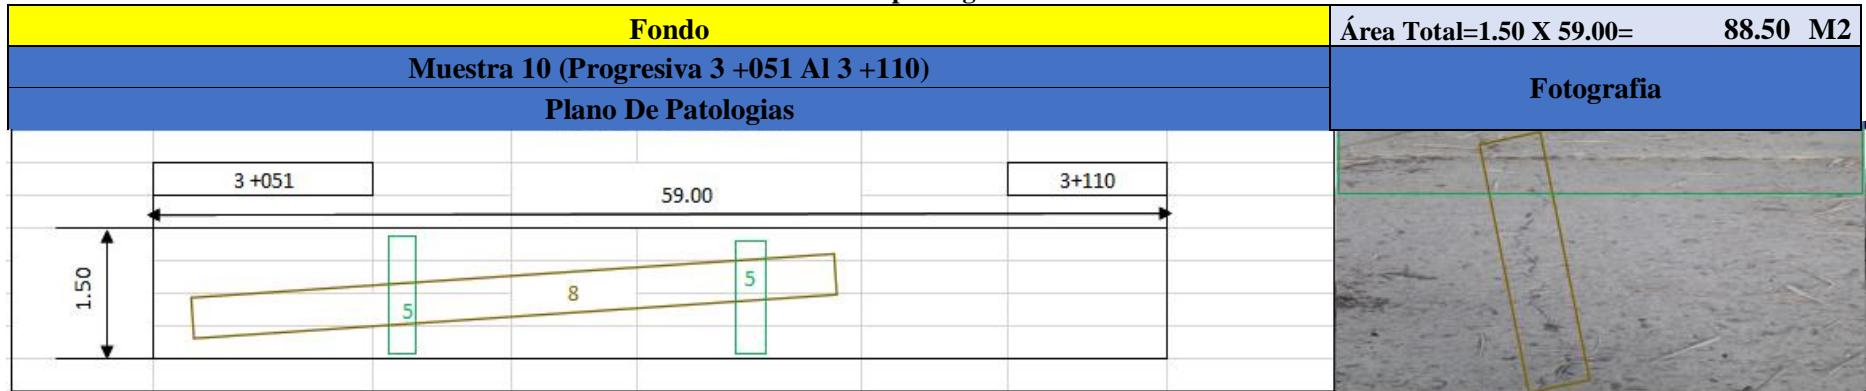 Fondo
Área Total=1.50 X 59.00= 88.50 M2
Muestra 10 (Progresiva 3 +051 Al 3 +110)
Fotografia
Plano De Patologias
3 +051
3+110
59.00
1.50
5
8
5